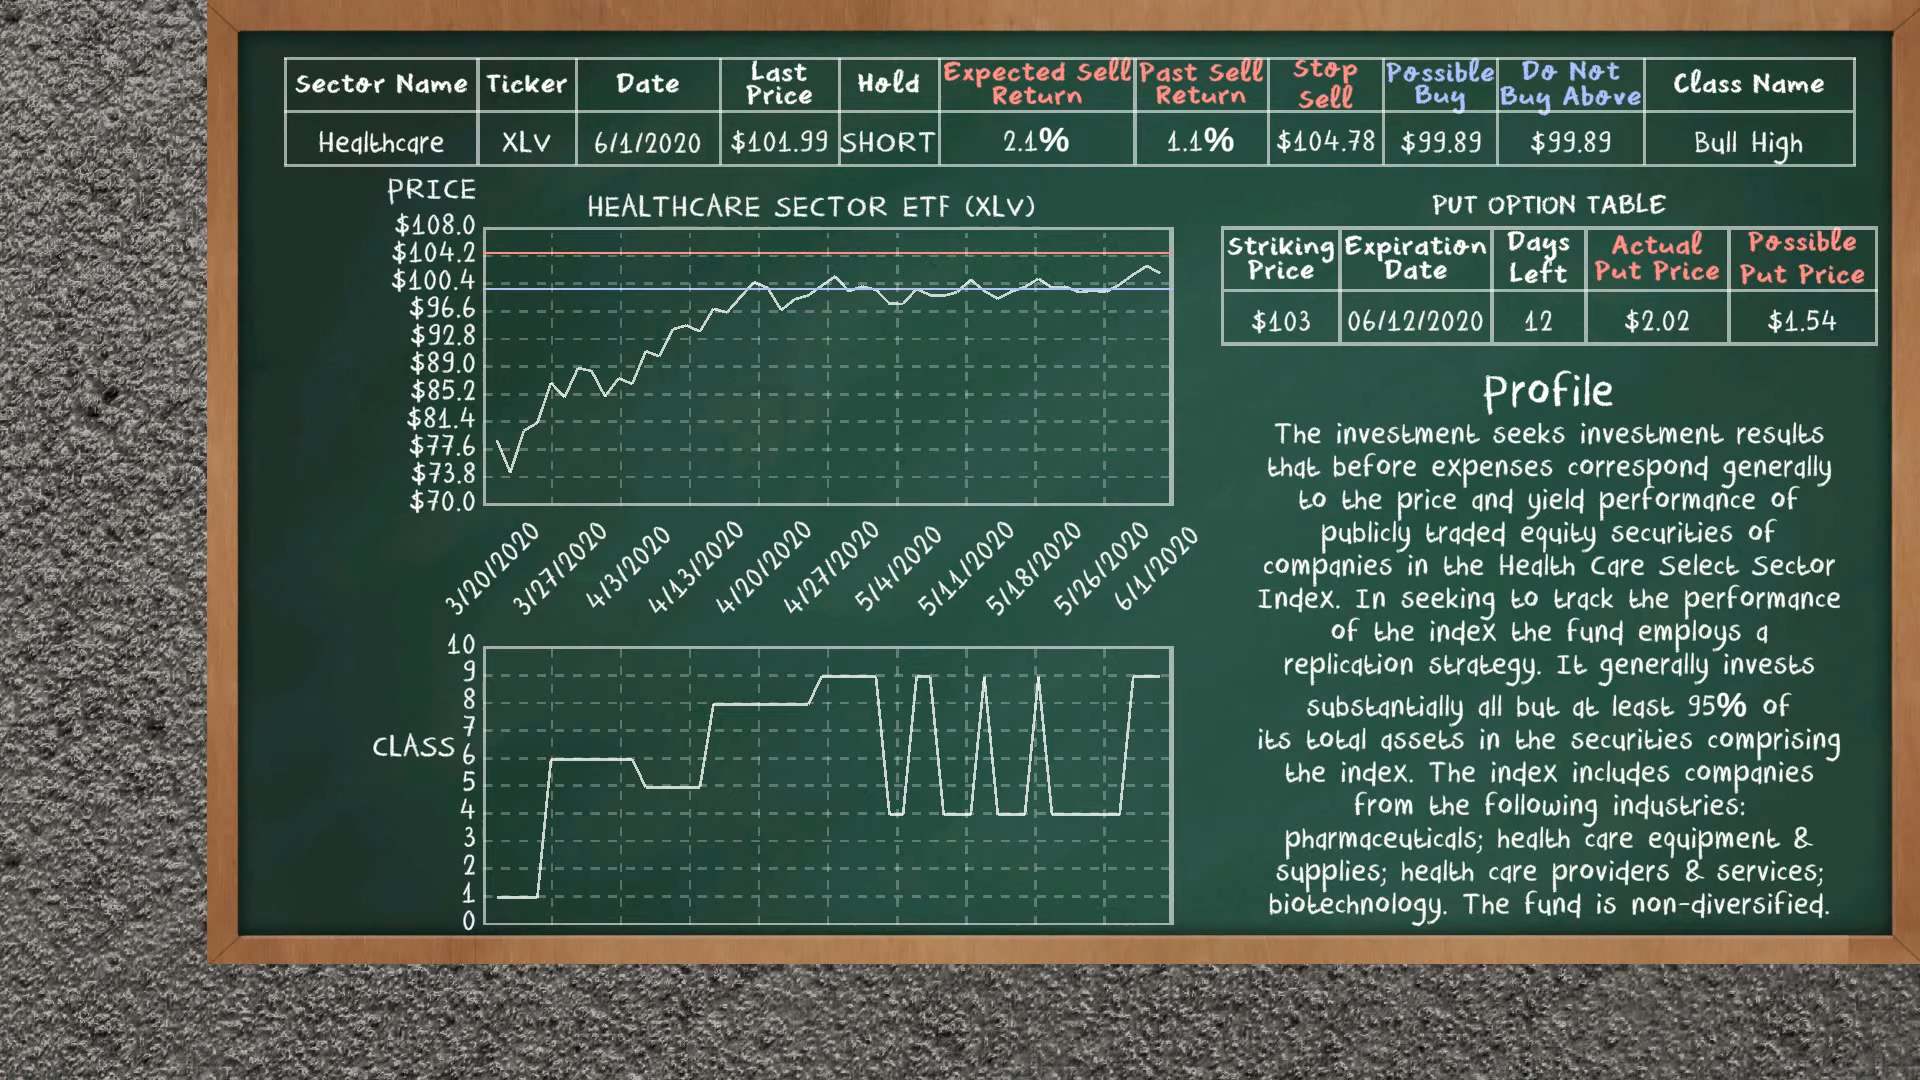 Sector Name Ticker Date Last Price Hold Expected Sell Return Past Sell Return Stop Sell Possible Buy Do Not Buy Above Class Name
Healthcare XLV 6/1/2020 $101.99 SHORT 2.1% 1.1% $104.78 $99.89 $99.89 Bull High
PRICE
HEALTHCARE SECTOR ETF (XLV)
$108.0
$104.2
$100.4
$96.6
$92.8
$89.0
$85.2
$81.4
$77.6
$73.8
$70.0
3/20/2020 3/27/2020 4/3/2020 4/13/2020 4/20/2020 4/27/2020 5/4/2020 5/11/2020 5/18/2020 5/26/2020 6/1/2020
CLASS
10
9
8
7
6
5
4
3
2
1
0
PUT OPTION TABLE
Striking Price Expiration Date Days Left Actual Put Price Possible Put Price
$103 06/12/2020 12 $2.02 $1.54
Profile
The investment seeks investment results
that before expenses correspond generally
to the price and yield performance of
publicly traded equity securities of
companies in the Health Care Select Sector
Index. In seeking to track the performance
of the index the fund employs a
replication strategy. It generally invests
substantially all but at least 95% of
its total assets in the securities comprising
the index. The index includes companies
from the following industries:
pharmaceuticals; health care equipment &
supplies; health care providers & services;
biotechnology. The fund is non-diversified.